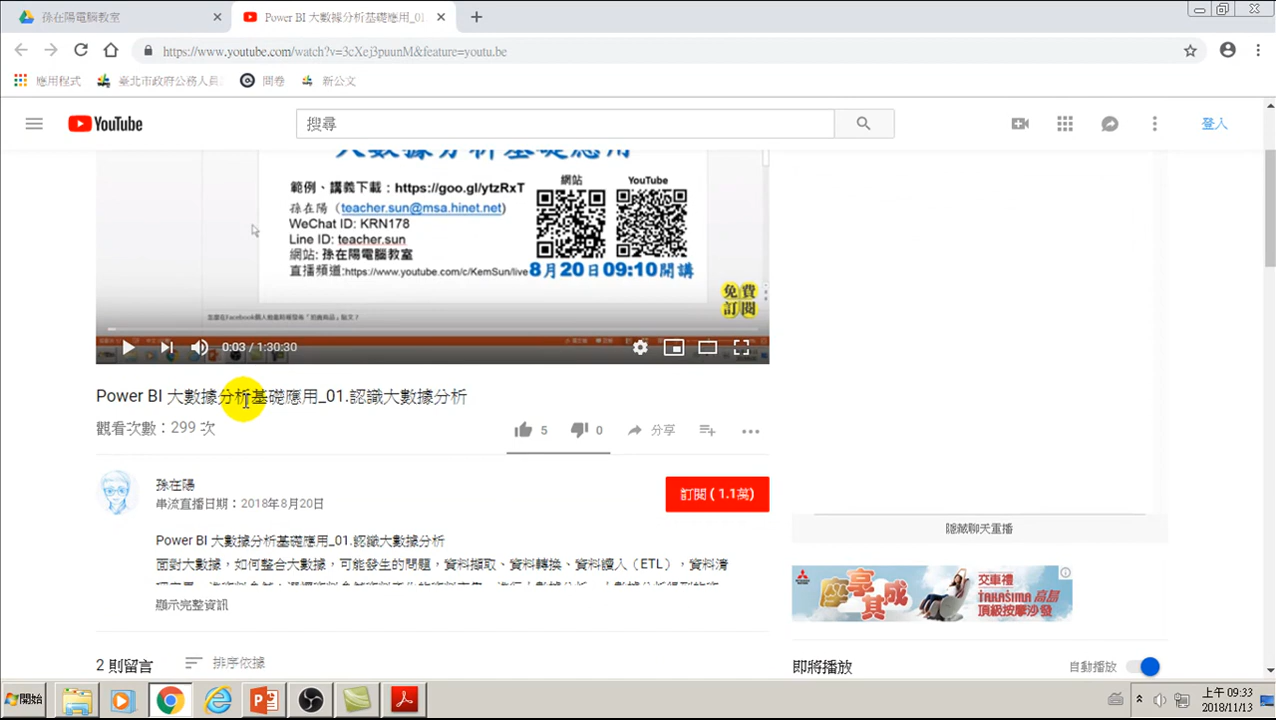 孫在陽電腦教室
Power BI 大數據分析基礎應用_01.
https://www.youtube.com/watch?v=3cXej3puunM&feature=youtu.be
應用程式
臺北市政府公務人員
問卷
新公文
YouTube
搜尋
登入
大數據分析基礎應用
範例、講義下載：https://goo.gl/ytzRxT
網站
YouTube
孫在陽（teacher.sun@msa.hinet.net)
WeChat ID: KRN178
Line ID: teacher.sun
網站: 孫在陽電腦教室
直播頻道:https://www.youtube.com/c/KemSun/live
8月20日09:10開講
免費
訂閱
0:03 / 1:30:30
Power BI 大數據分析基礎應用_01.認識大數據分析
觀看次數：299 次
5
0
分享
孫在陽
串流直播日期：2018年8月20日
訂閱 ( 1.1萬)
Power BI 大數據分析基礎應用_01.認識大數據分析
面對大數據，如何整合大數據，可能發生的問題，資料擷取、資料轉換、資料讀入（ETL），資料清
顯示完整資訊
隱藏聊天重播
摩享其成
交車禮
TAKASIMA 高島
頂級按摩沙發
2 則留言
排序依據
即將播放
自動播放
開始
上午 09:33
2018/11/13